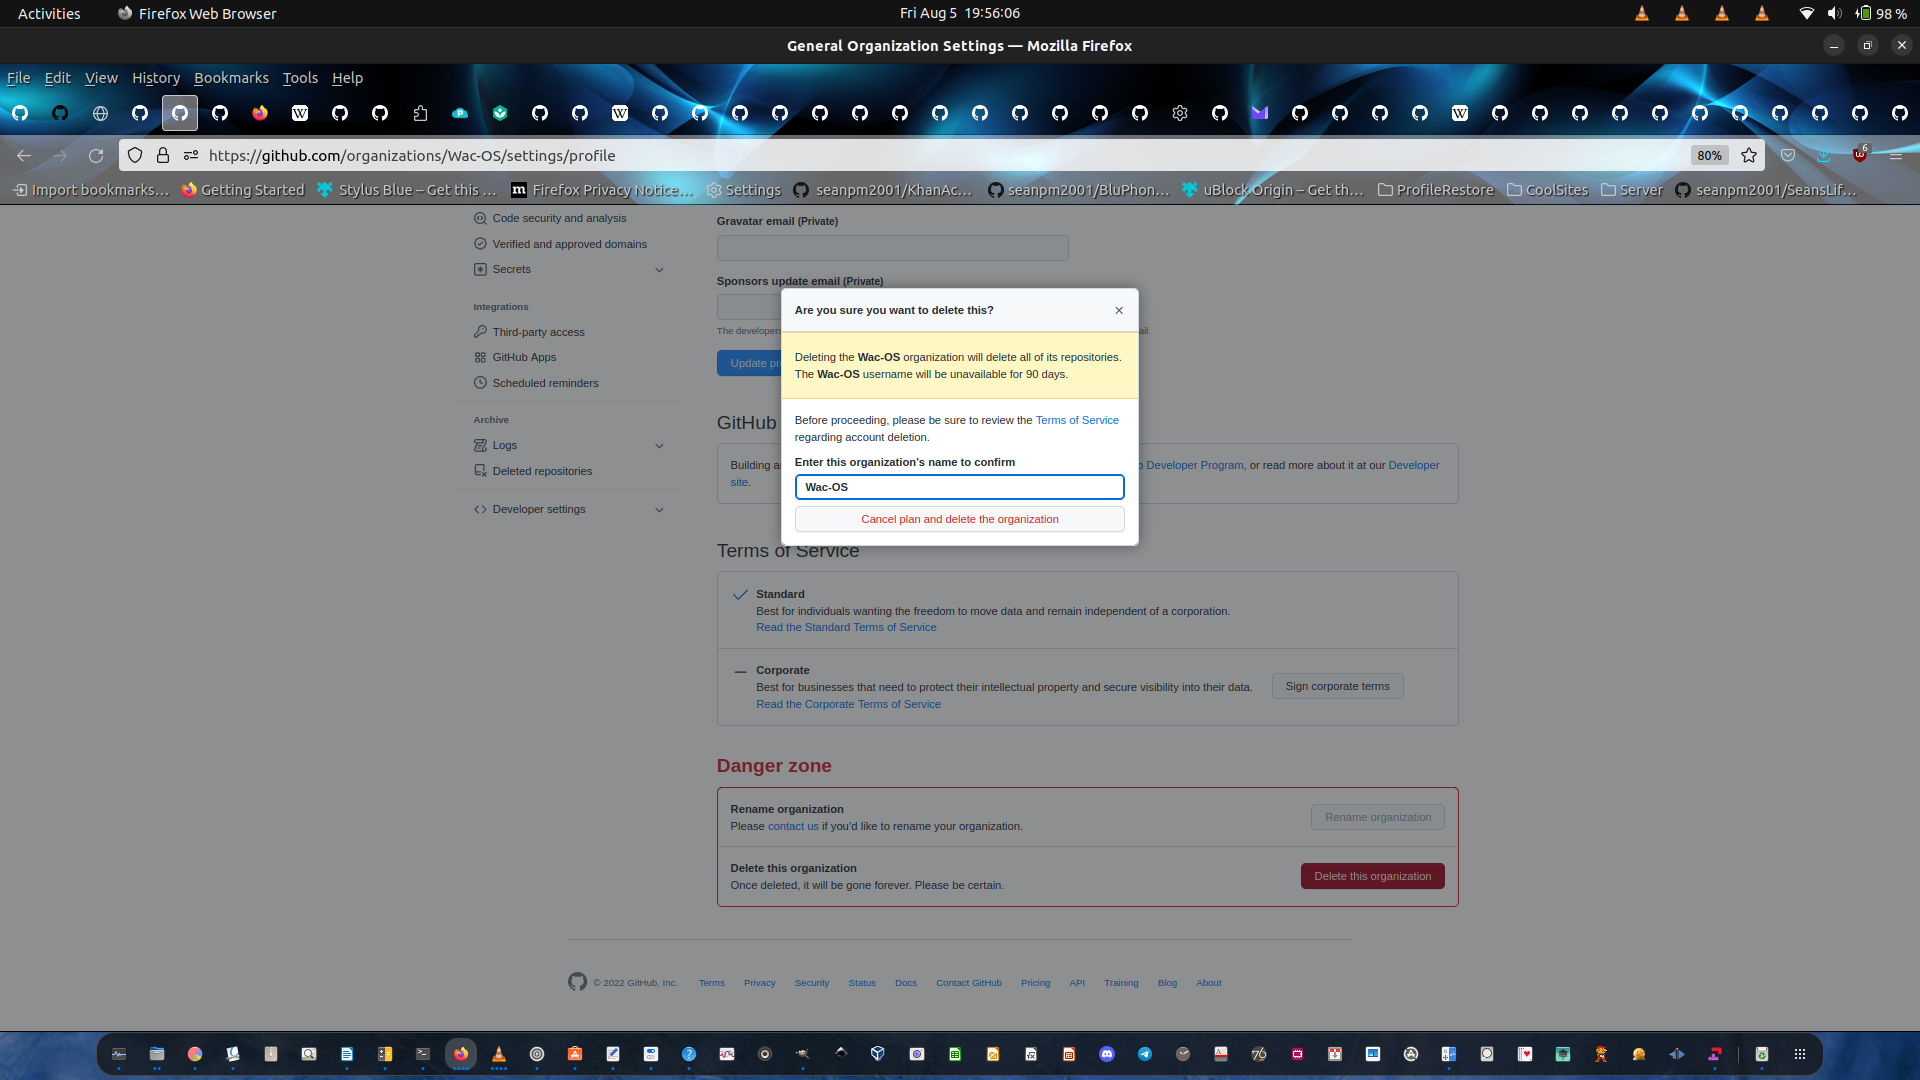 Activities
Firefox Web Browser
Fri Aug 5 19:56:06
98 %
General Organization Settings — Mozilla Firefox
File Edit View History Bookmarks Tools Help
https://github.com/organizations/Wac-OS/settings/profile
80%
6
Import bookmarks…
Getting Started
Stylus Blue – Get this …
Firefox Privacy Notice…
Settings
seanpm2001/KhanAc…
seanpm2001/BluPhon…
uBlock Origin – Get th…
ProfileRestore
CoolSites
Server
seanpm2001/SeansLif…
Code security and analysis
Verified and approved domains
Secrets
Integrations
Third-party access
GitHub Apps
Scheduled reminders
Archive
Logs
Deleted repositories
Developer settings
Gravatar email (Private)
Sponsors update email (Private)
The developer
ail.
Update pr
GitHub
Building a
Developer Program, or read more about it at our Developer
site.
Are you sure you want to delete this?
Deleting the Wac-OS organization will delete all of its repositories.
The Wac-OS username will be unavailable for 90 days.
Before proceeding, please be sure to review the Terms of Service
regarding account deletion.
Enter this organization’s name to confirm
Wac-OS
Cancel plan and delete the organization
Terms of Service
Standard
Best for individuals wanting the freedom to move data and remain independent of a corporation.
Read the Standard Terms of Service
Corporate
Best for businesses that need to protect their intellectual property and secure visibility into their data.
Read the Corporate Terms of Service
Sign corporate terms
Danger zone
Rename organization
Please contact us if you’d like to rename your organization.
Rename organization
Delete this organization
Once deleted, it will be gone forever. Please be certain.
Delete this organization
© 2022 GitHub, Inc.
Terms
Privacy
Security
Status
Docs
Contact GitHub
Pricing
API
Training
Blog
About